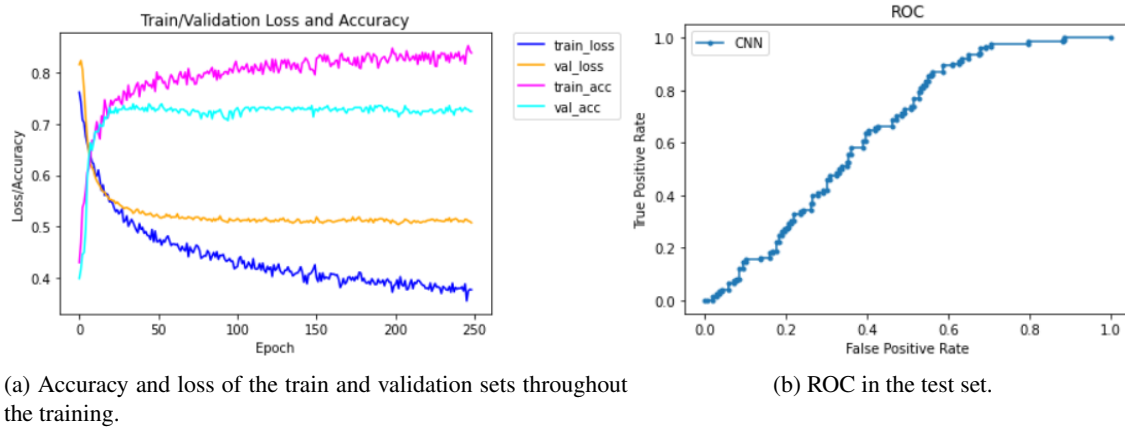 Train/Validation Loss and Accuracy
Loss/Accuracy
0.8
0.7
0.6
0.5
0.4
0
50
100
150
200
250
Epoch
train_loss
val_loss
train_acc
val_acc
ROC
CNN
True Positive Rate
1.0
0.8
0.6
0.4
0.2
0.0
0.0
0.2
0.4
0.6
0.8
1.0
False Positive Rate
(a) Accuracy and loss of the train and validation sets throughout
the training.
(b) ROC in the test set.